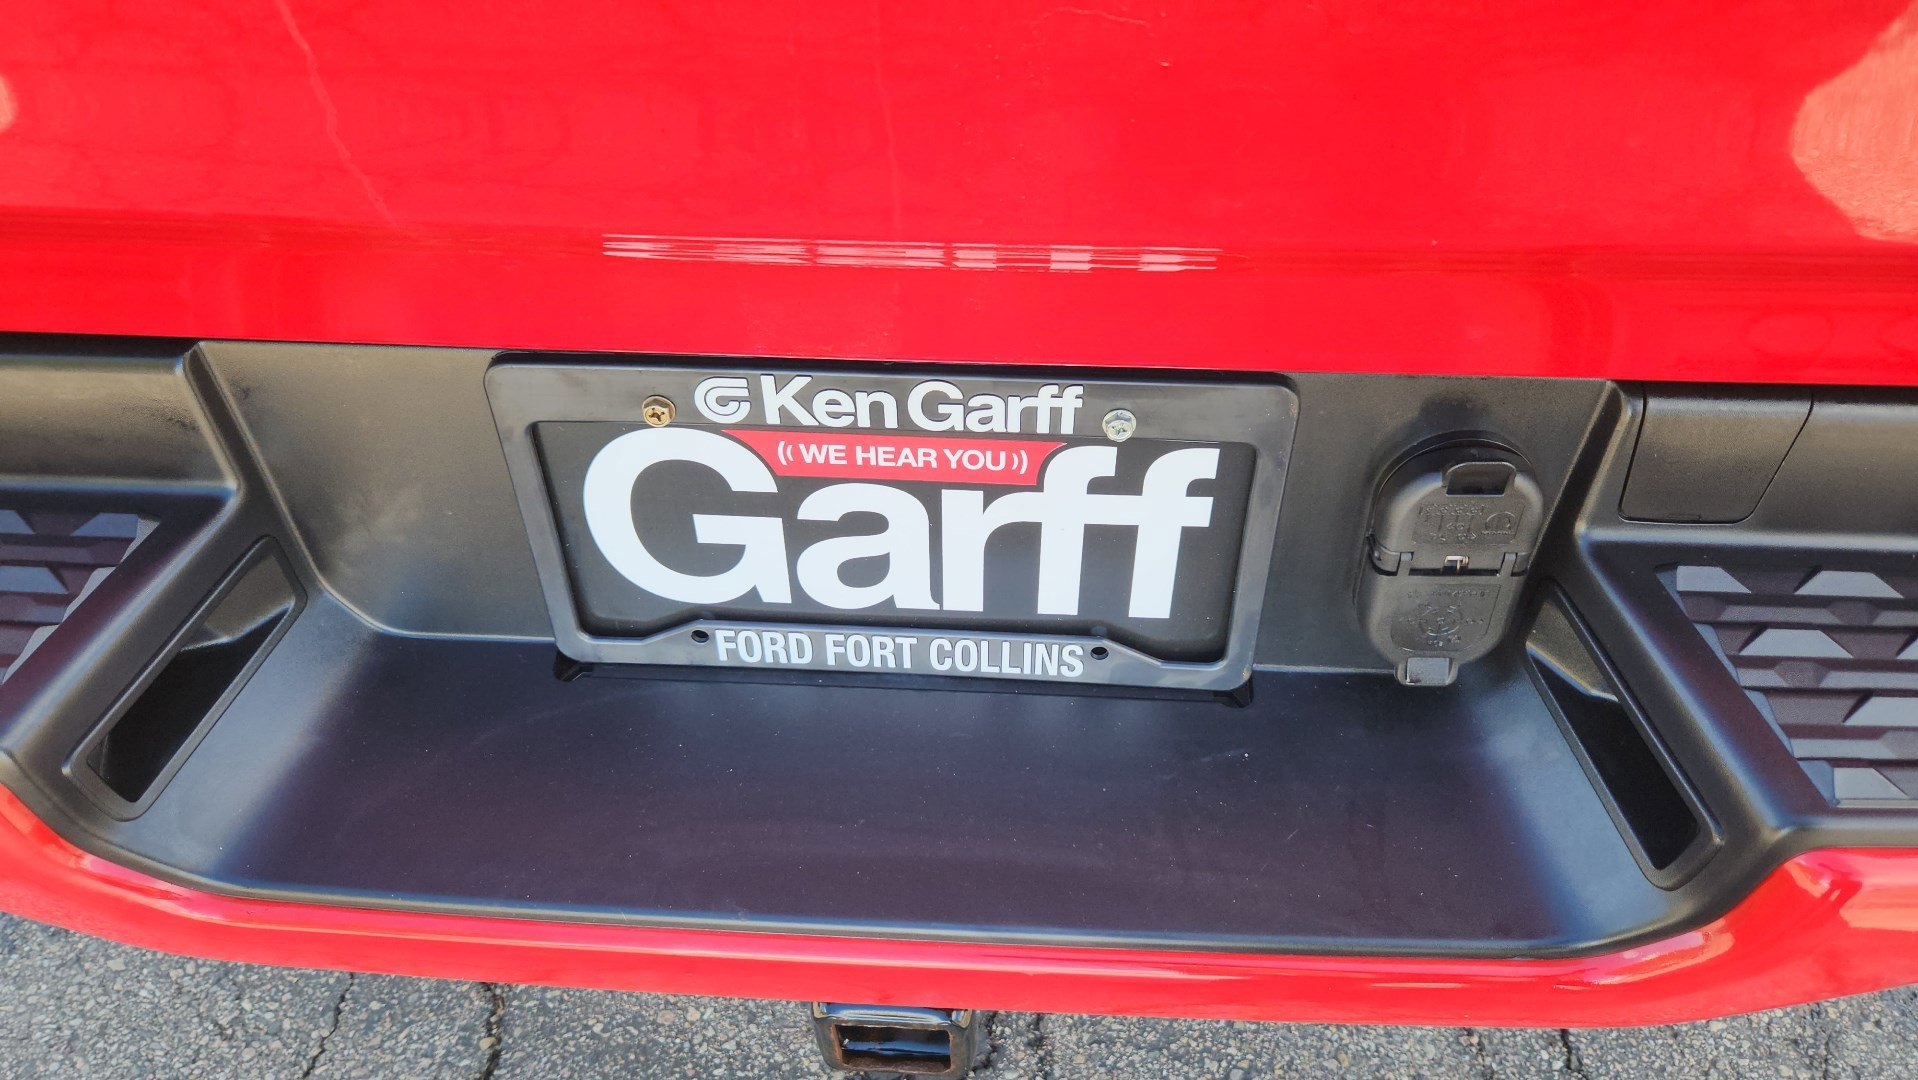 Ken Garff
((WE HEAR YOU))
Garff
FORD FORT COLLINS